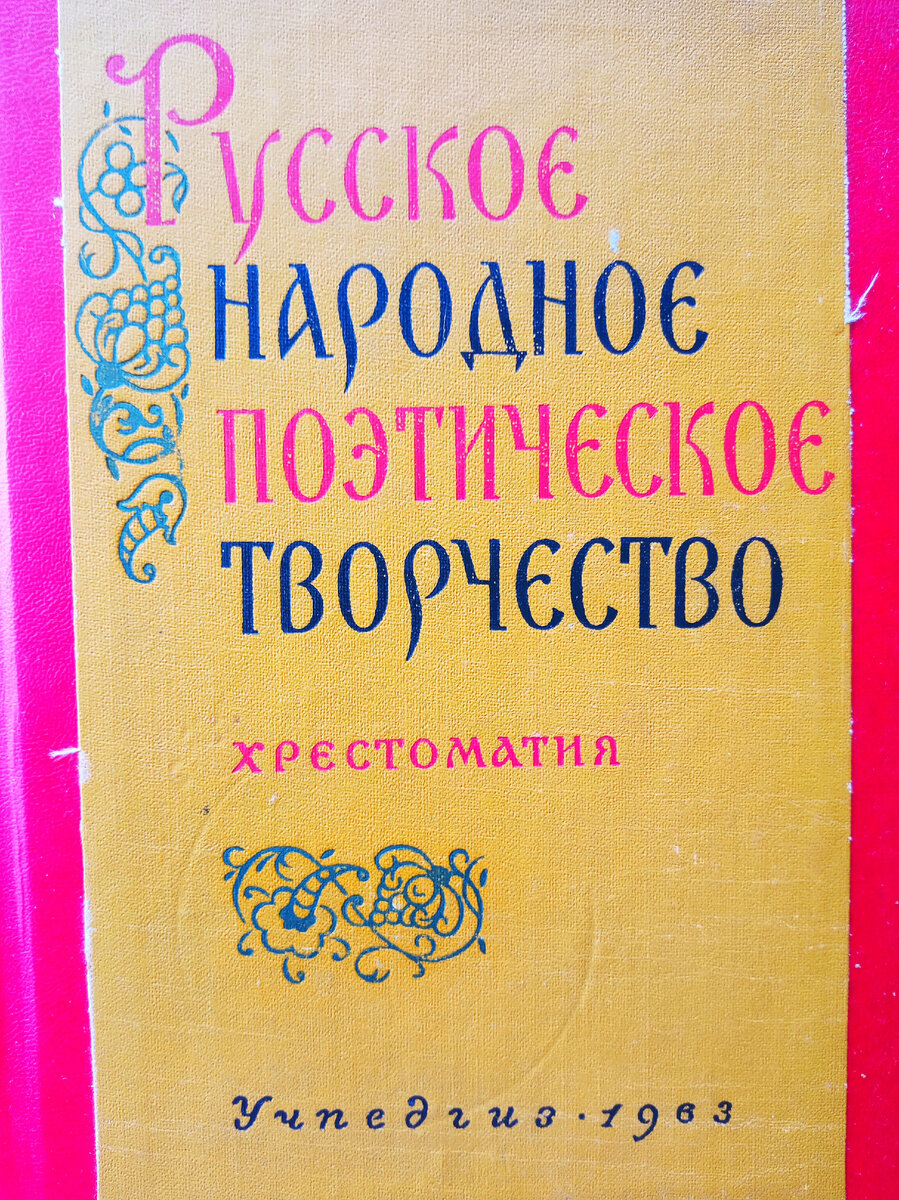 Русское
народное
поэтическое
творчество
хрестоматия
Учпедгиз · 1963